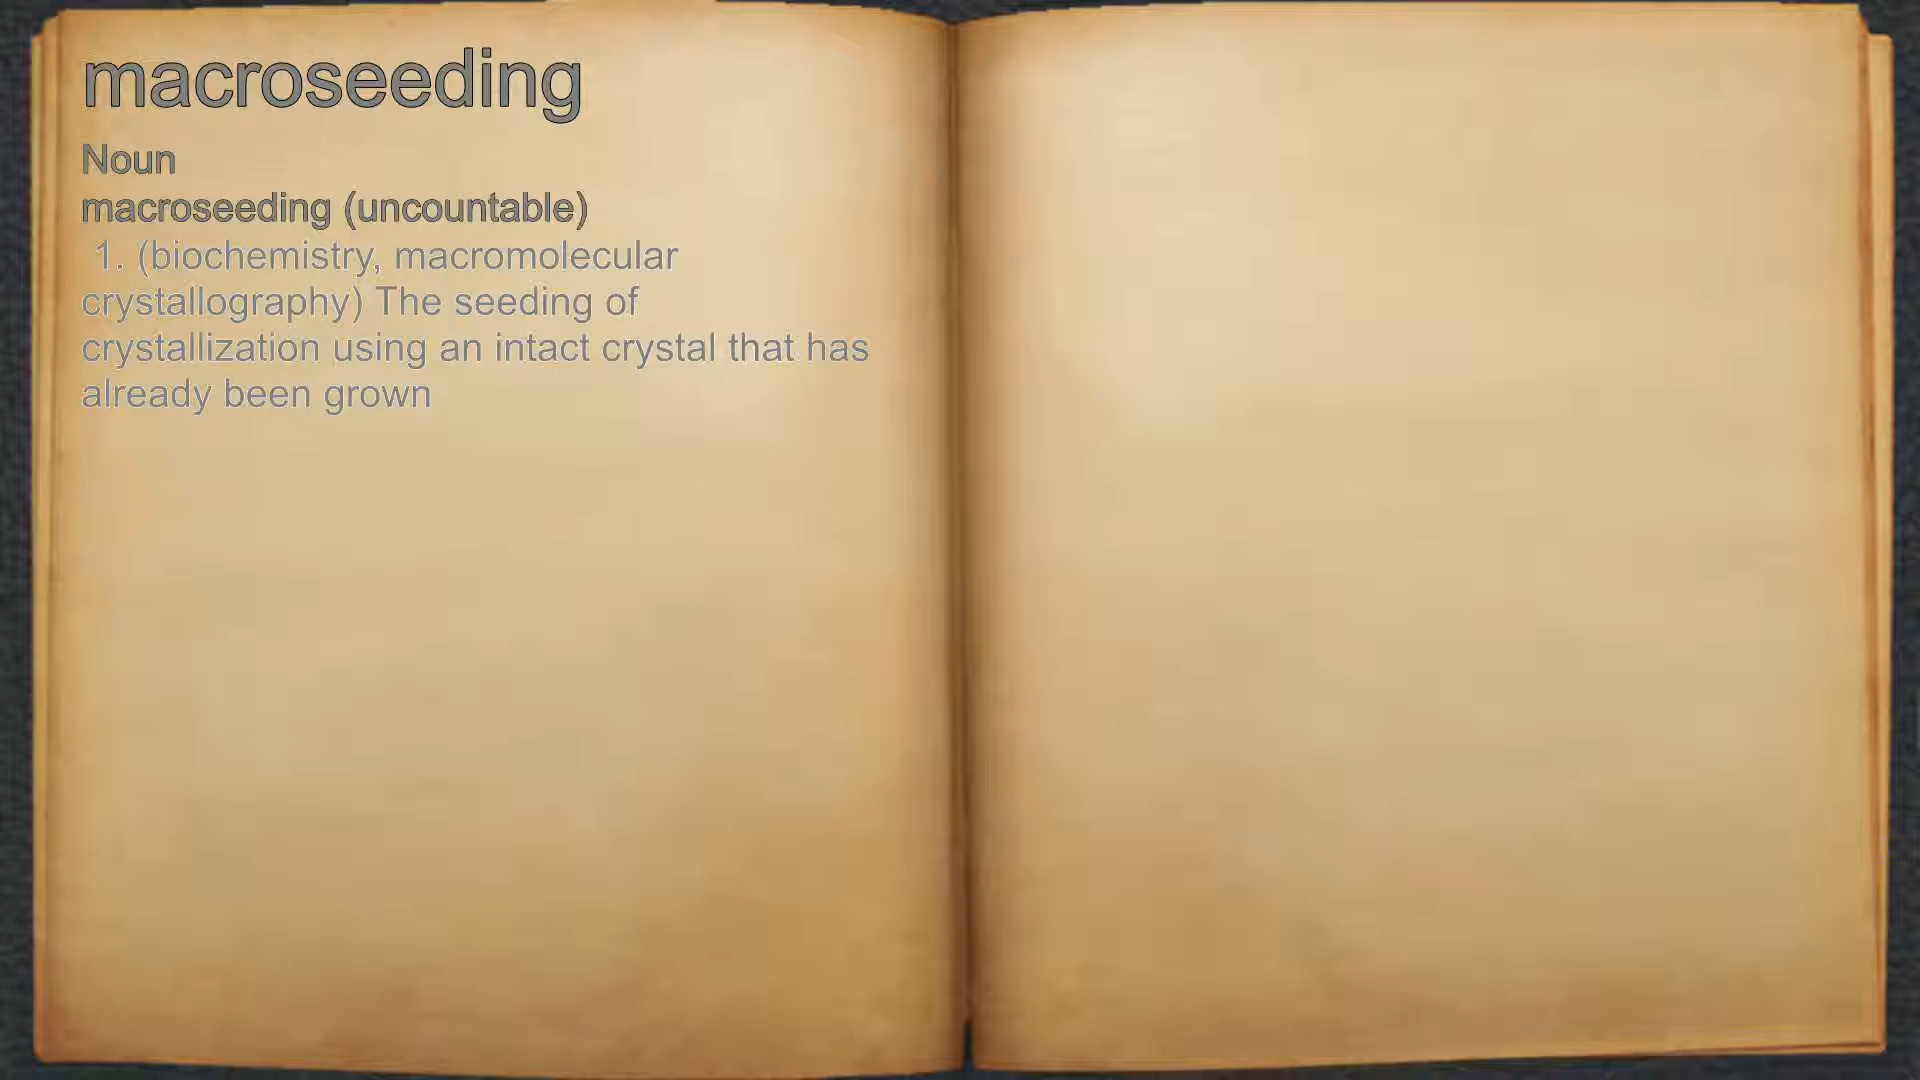 macroseeding
Noun
macroseeding (uncountable)
1. (biochemistry, macromolecular
crystallography) The seeding of
crystallization using an intact crystal that has
already been grown